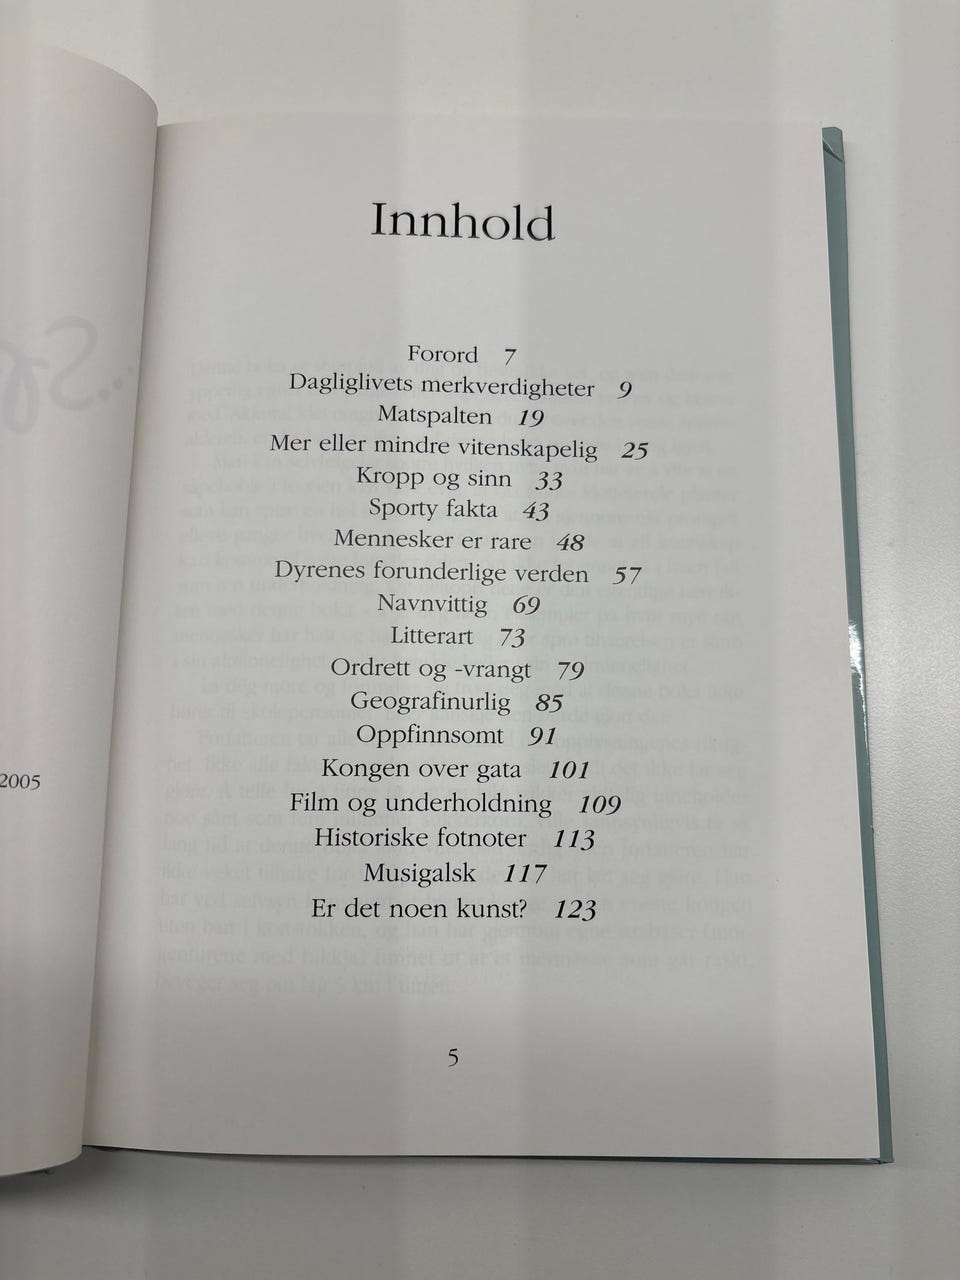 Innhold
Forord 7
Dagliglivets merkverdigheter 9
Matspalten 19
Mer eller mindre vitenskapelig 25
Kropp og sinn 33
Sporty fakta 43
Mennesker er rare 48
Dyrenes forunderlige verden 57
Navnvittig 69
Litterart 73
Ordrett og -vrangt 79
Geografinurlig 85
Oppfinnsomt 91
Kongen over gata 101
Film og underholdning 109
Historiske fotnoter 113
Musigalsk 117
Er det noen kunst? 123
5
2005